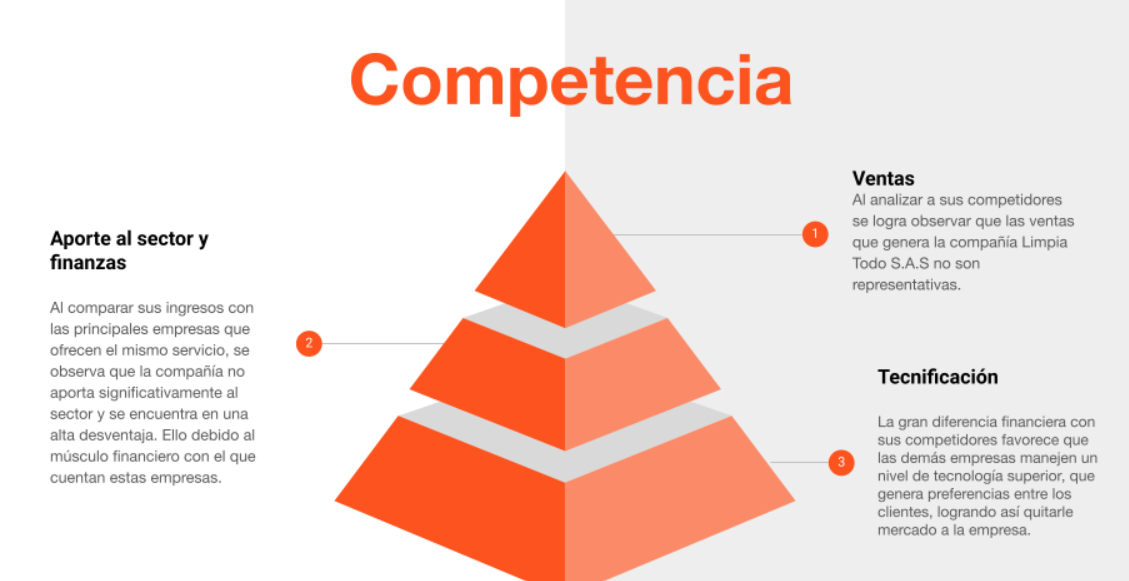 Competencia
1
Ventas
Al analizar a sus competidores
se logra observar que las ventas
que genera la compañía Limpia
Todo S.A.S no son
representativas.
Aporte al sector y
finanzas
Al comparar sus ingresos con
las principales empresas que
ofrecen el mismo servicio, se
observa que la compañía no
aporta significativamente al
sector y se encuentra en una
alta desventaja. Ello debido al
músculo financiero con el que
cuentan estas empresas.
2
Tecnificación
La gran diferencia financiera con
sus competidores favorece que
las demás empresas manejen un
nivel de tecnología superior, que
genera preferencias entre los
clientes, logrando así quitarle
mercado a la empresa.
3